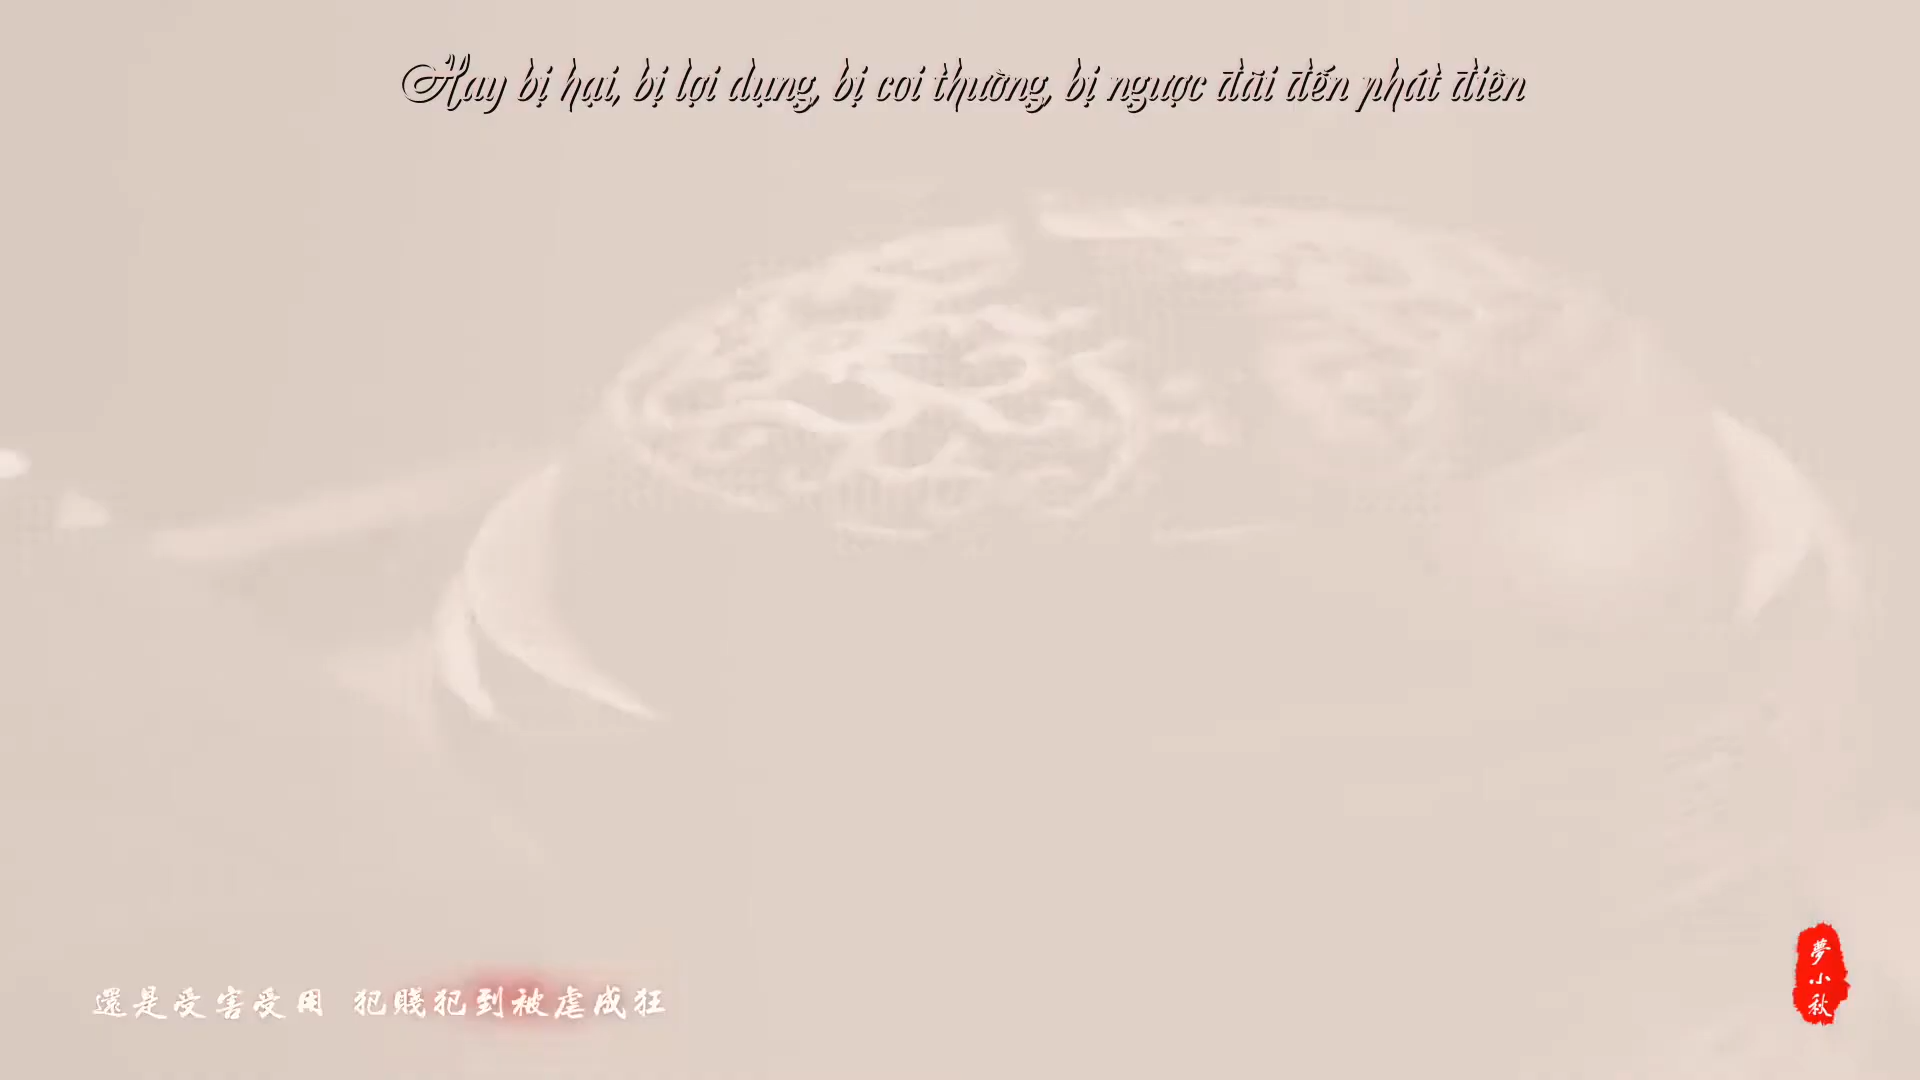 Hay bị hại, bị lợi dụng, bị coi thường, bị ngược đãi đến phát điên
還是受害受用 犯賤犯到被虐成狂
夢小秋